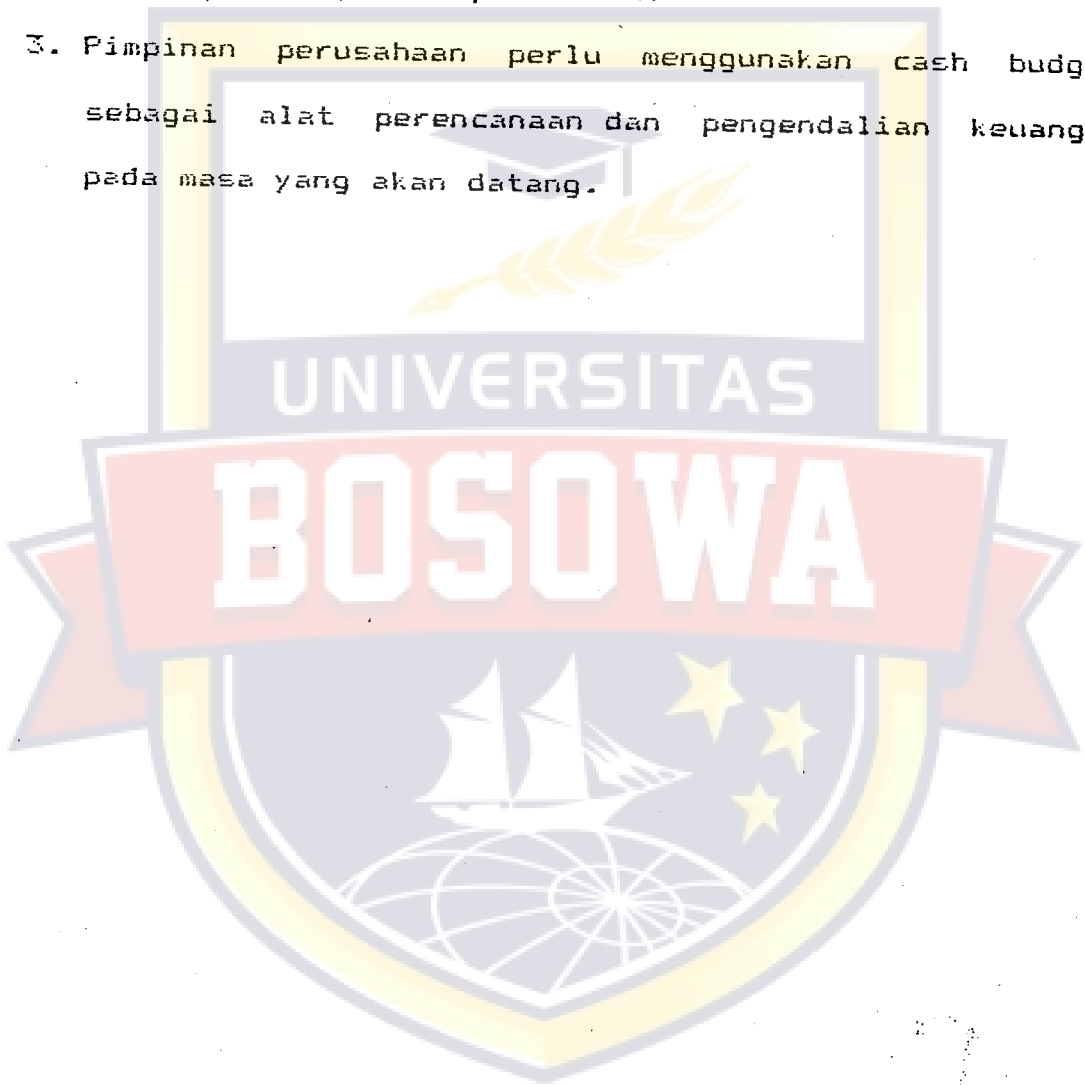 3. Pimpinan perusahaan perlu menggunakan cash budg
sebagai alat perencanaan dan pengendalian keuang
pada masa yang akan datang.
UNIVERSITAS
BOSOWA